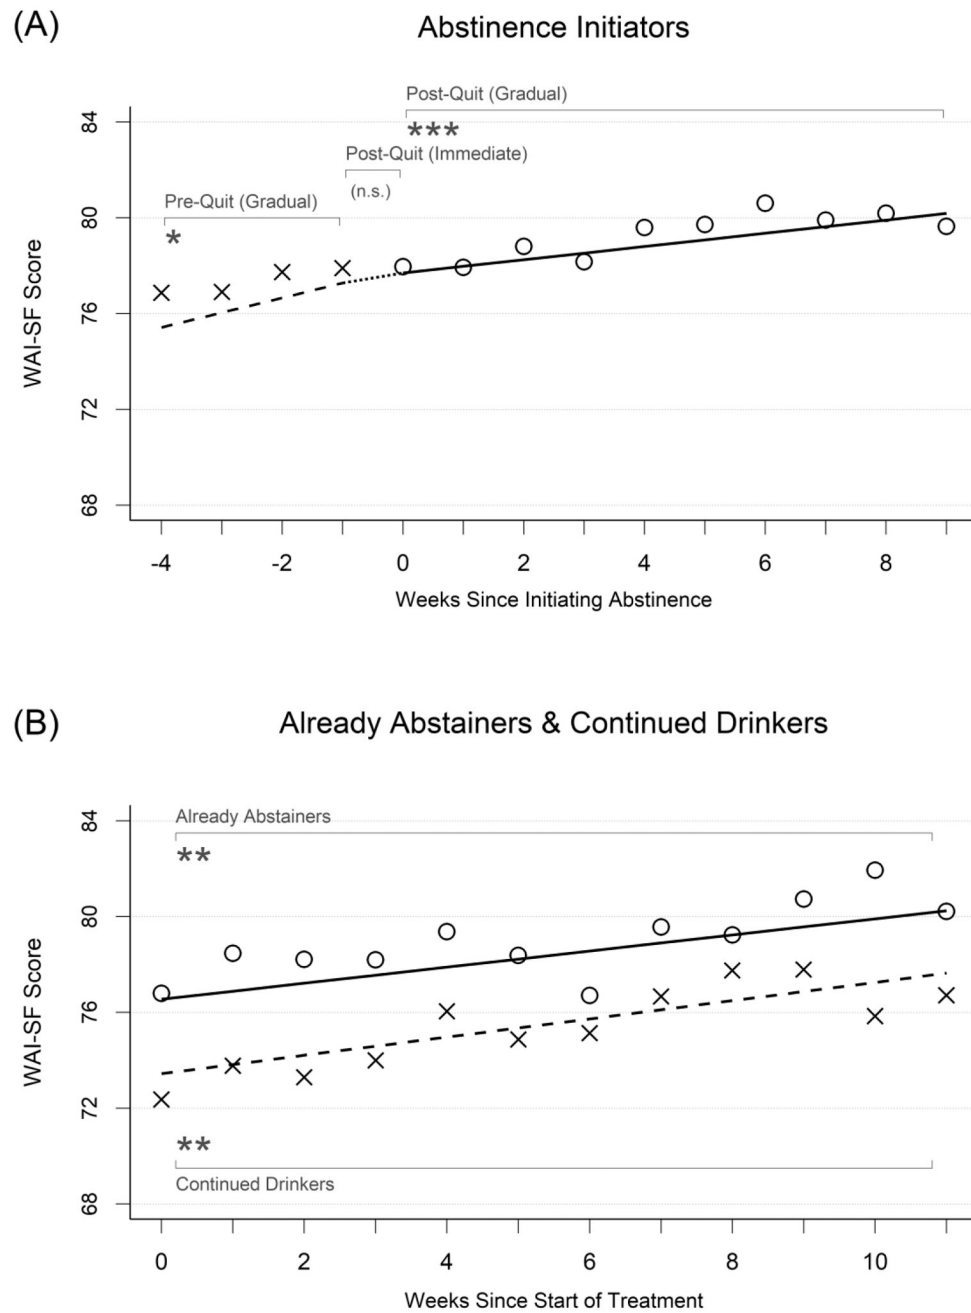 (A)
Abstinence Initiators
Post-Quit (Gradual)
***
Post-Quit (Immediate)
(n.s.)
Pre-Quit (Gradual)
*
84
80
76
72
68
WAI-SF Score
-4 -2 0 2 4 6 8
Weeks Since Initiating Abstinence
(B)
Already Abstainers & Continued Drinkers
Already Abstainers
**
84
80
76
72
68
WAI-SF Score
**
Continued Drinkers
0 2 4 6 8 10
Weeks Since Start of Treatment